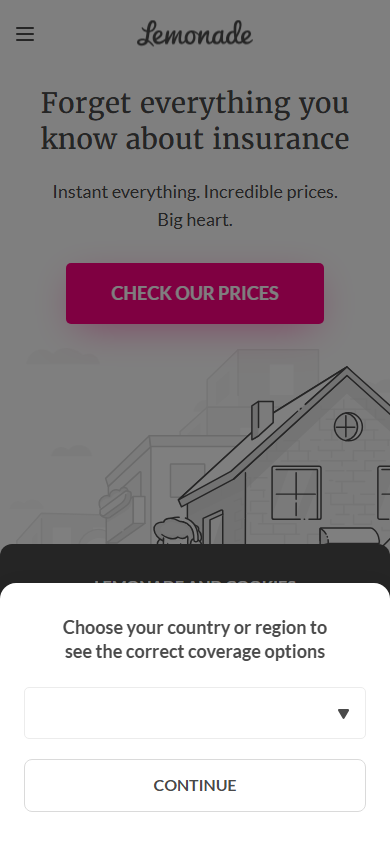 Lemonade
Forget everything you
know about insurance
Instant everything. Incredible prices.
Big heart.
CHECK OUR PRICES
LEMONADE AND COOKIES
Choose your country or region to
see the correct coverage options
CONTINUE